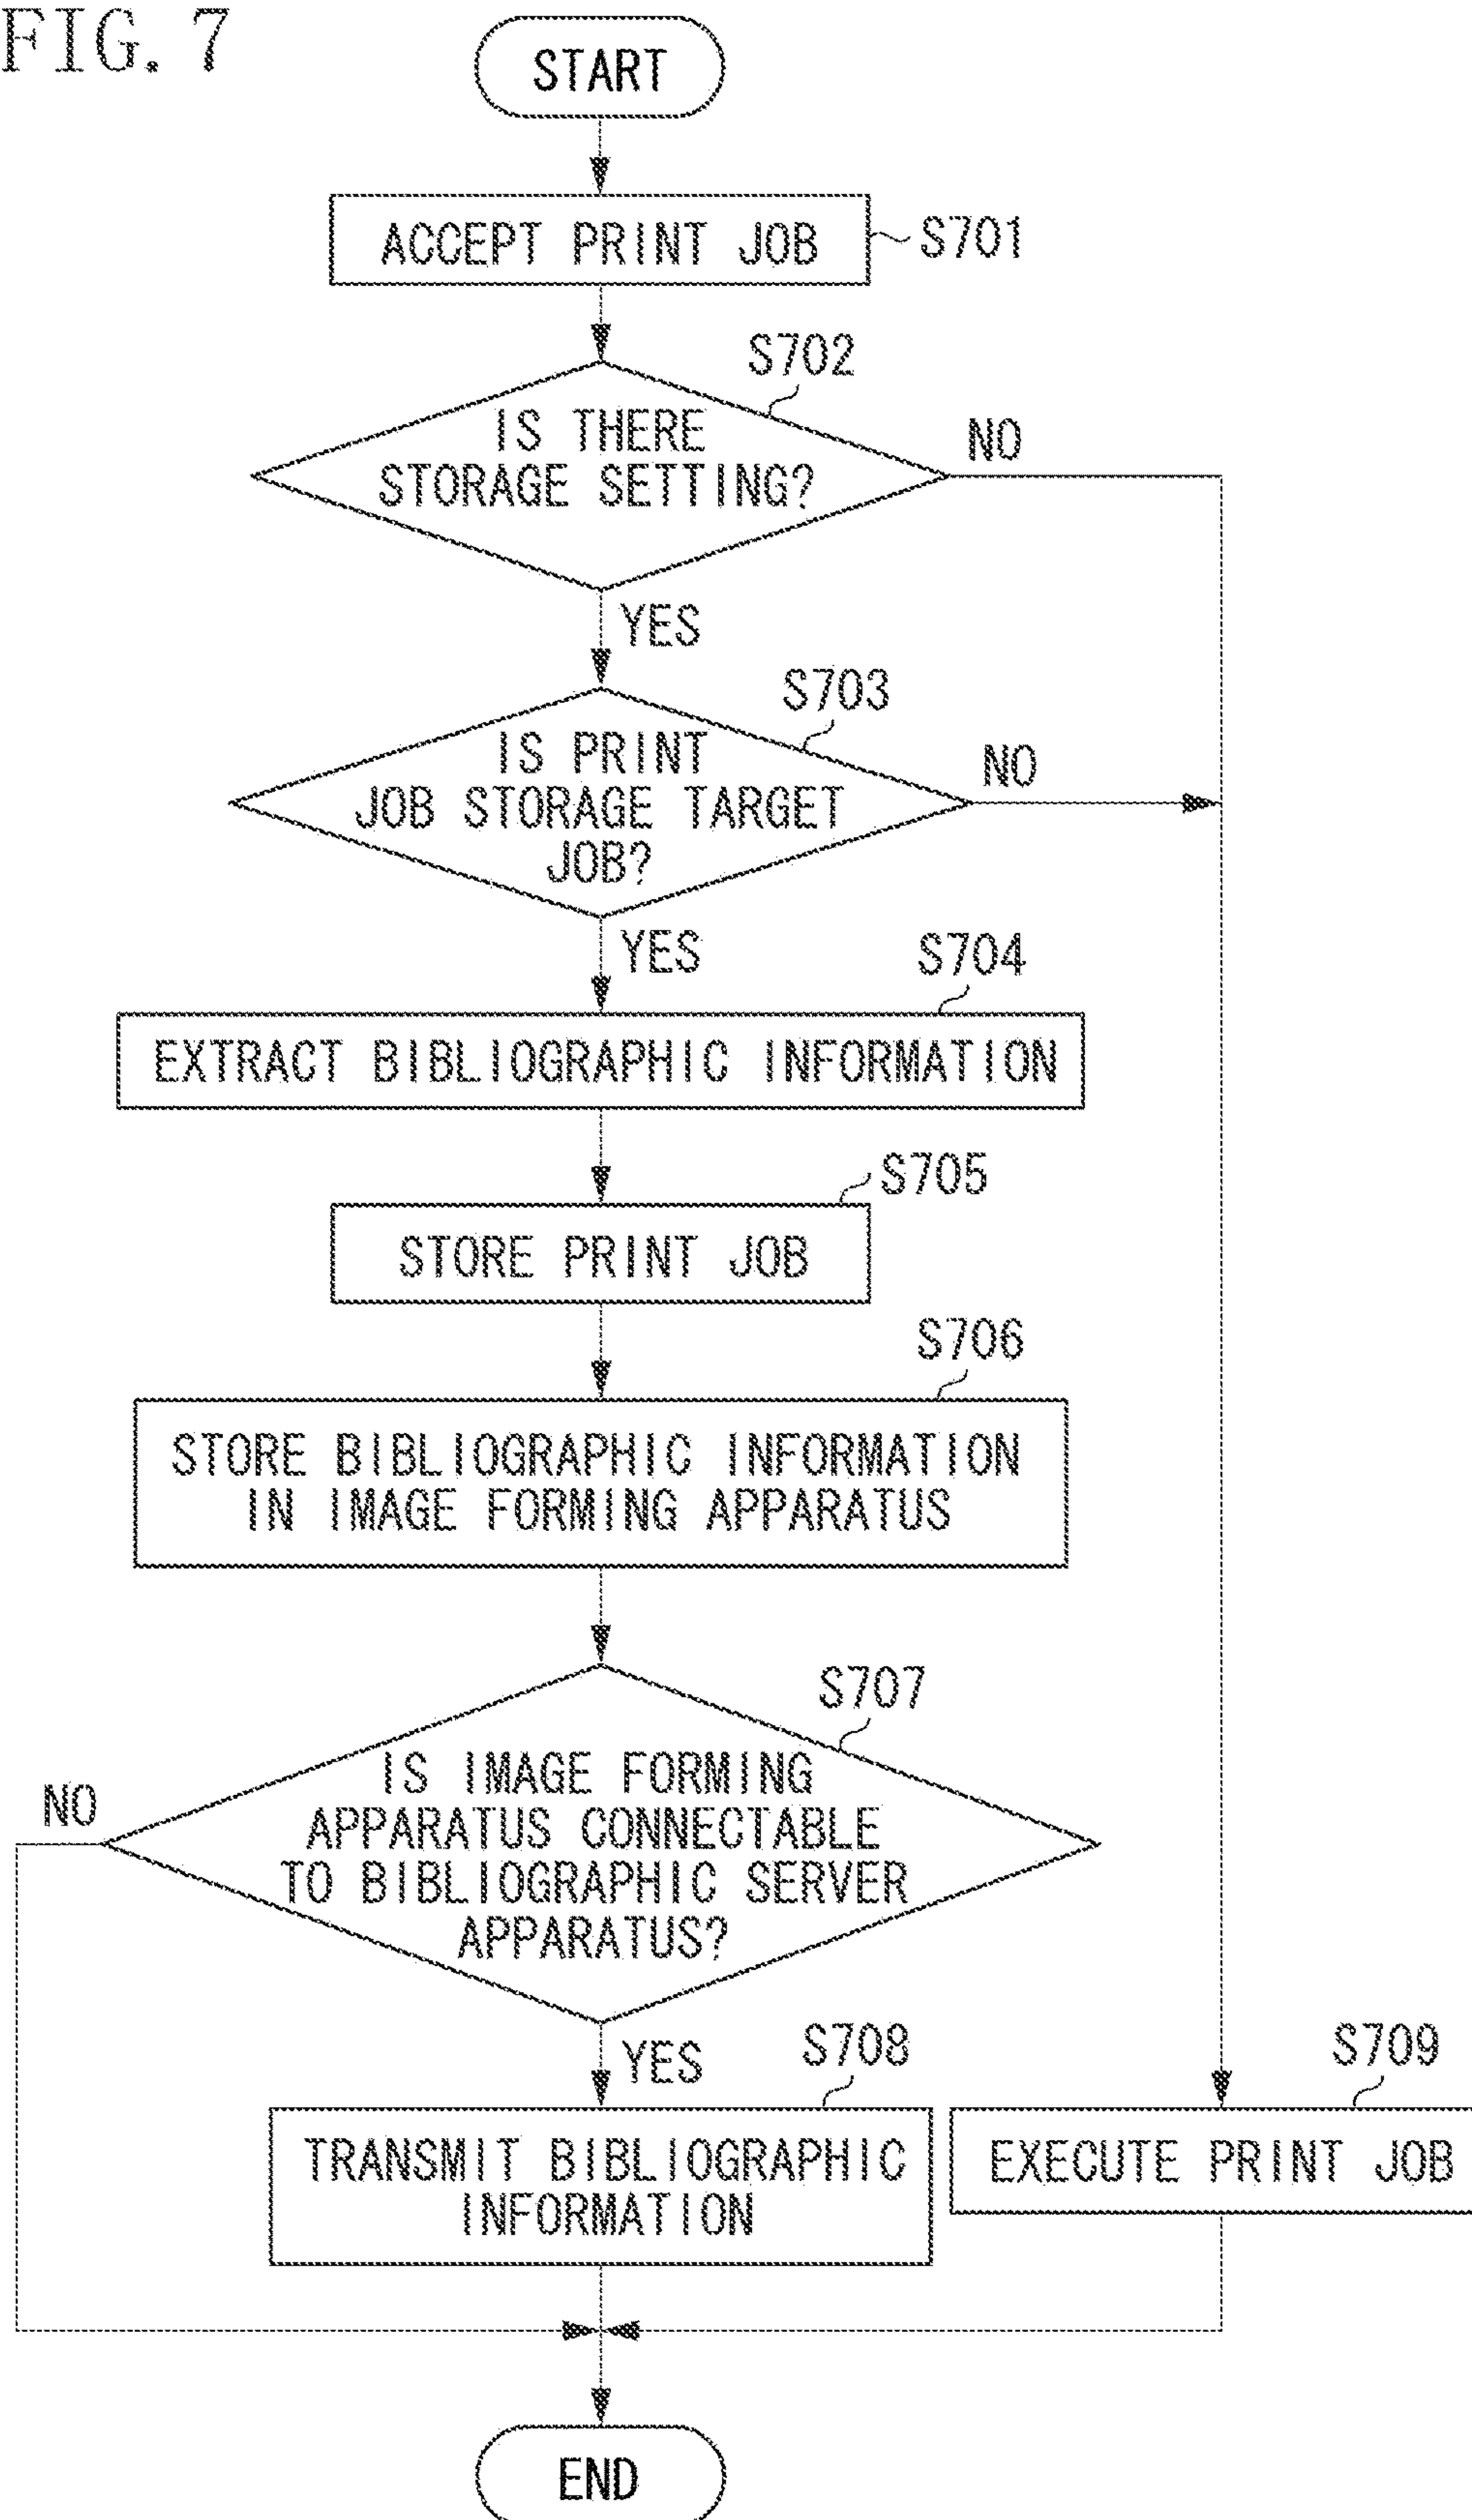 FIG. 7
START
ACCEPT PRINT JOB
S701
S702
IS THERE
STORAGE SETTING?
NO
YES
S703
IS PRINT
JOB STORAGE TARGET
JOB?
NO
YES
S704
EXTRACT BIBLIOGRAPHIC INFORMATION
S705
STORE PRINT JOB
S706
STORE BIBLIOGRAPHIC INFORMATION
IN IMAGE FORMING APPARATUS
S707
IS IMAGE FORMING
APPARATUS CONNECTABLE
TO BIBLIOGRAPHIC SERVER
APPARATUS?
NO
YES
S708
TRANSMIT BIBLIOGRAPHIC
INFORMATION
S709
EXECUTE PRINT JOB
END